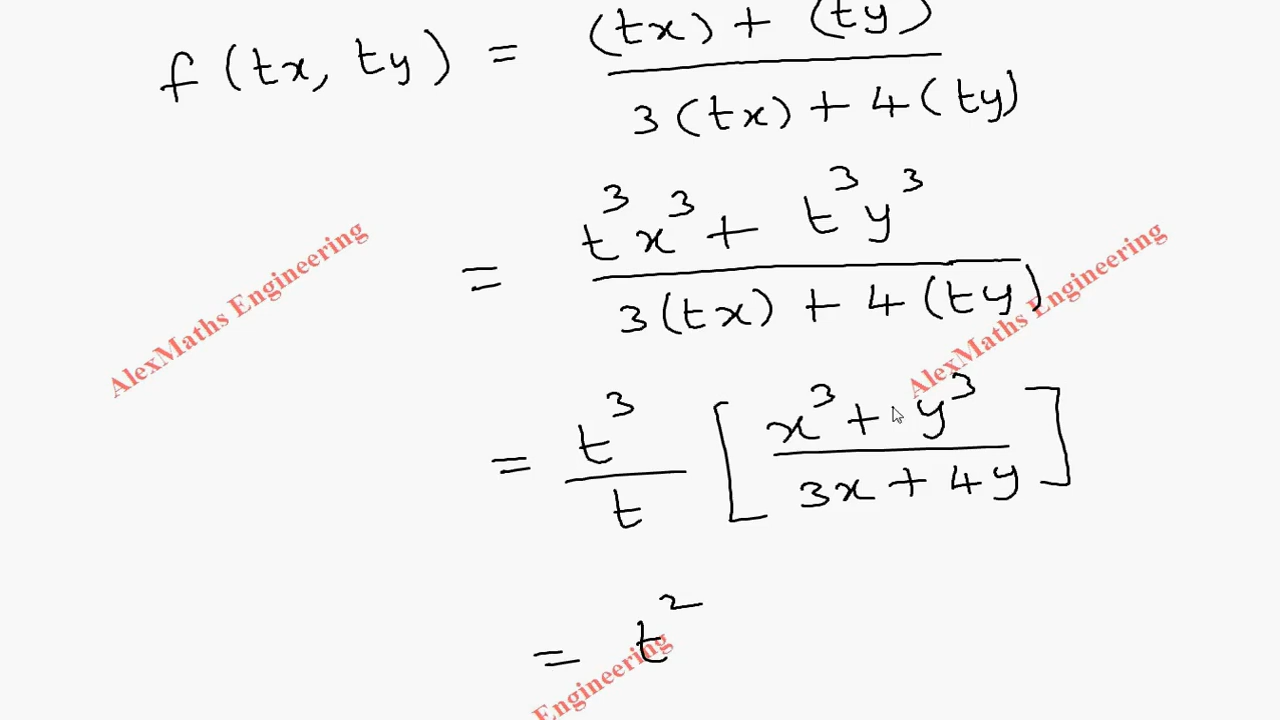 f (tx, ty) = (tx) + (ty) / 3(tx) + 4(ty)
= t³x³ + t³y³ / 3(tx) + 4(ty)
AlexMaths Engineering
AlexMaths Engineering
= t³/t [ x³ + y³ / 3x + 4y ]
= t²
Engineering